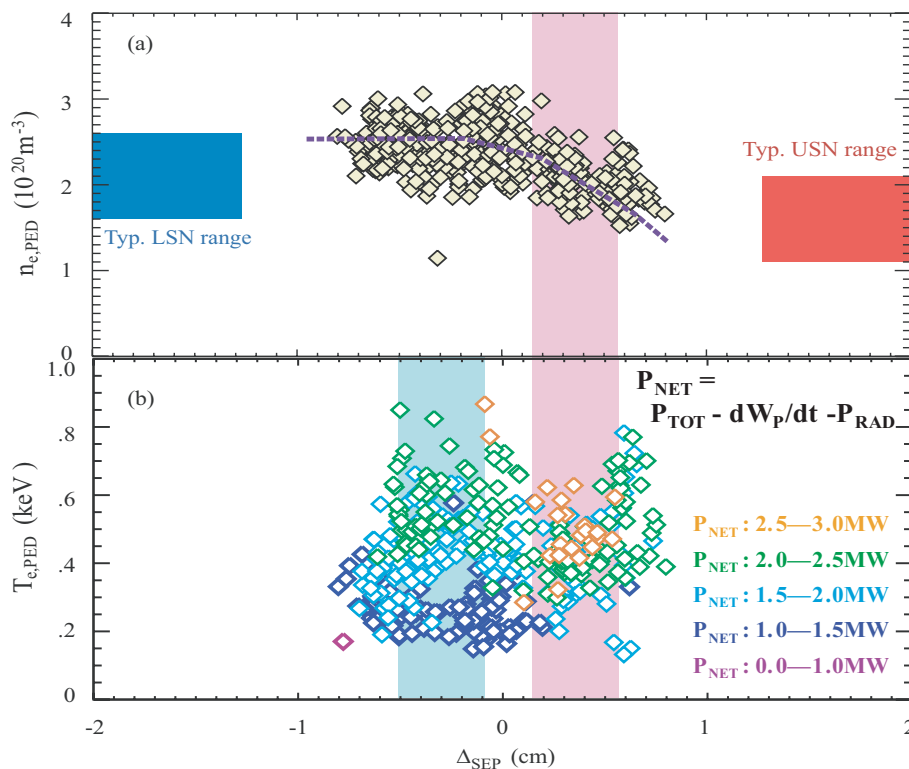 (a)
4
3
2
1
0
n_e,PED (10^20 m^-3)
Typ. LSN range
Typ. USN range
(b)
P_NET =
P_TOT - dW_P/dt -P_RAD
1.0
.8
.6
.4
.2
0
T_e,PED (keV)
P_NET : 2.5—3.0MW
P_NET : 2.0—2.5MW
P_NET : 1.5—2.0MW
P_NET : 1.0—1.5MW
P_NET : 0.0—1.0MW
-2 -1 0 1 2
Δ_SEP (cm)